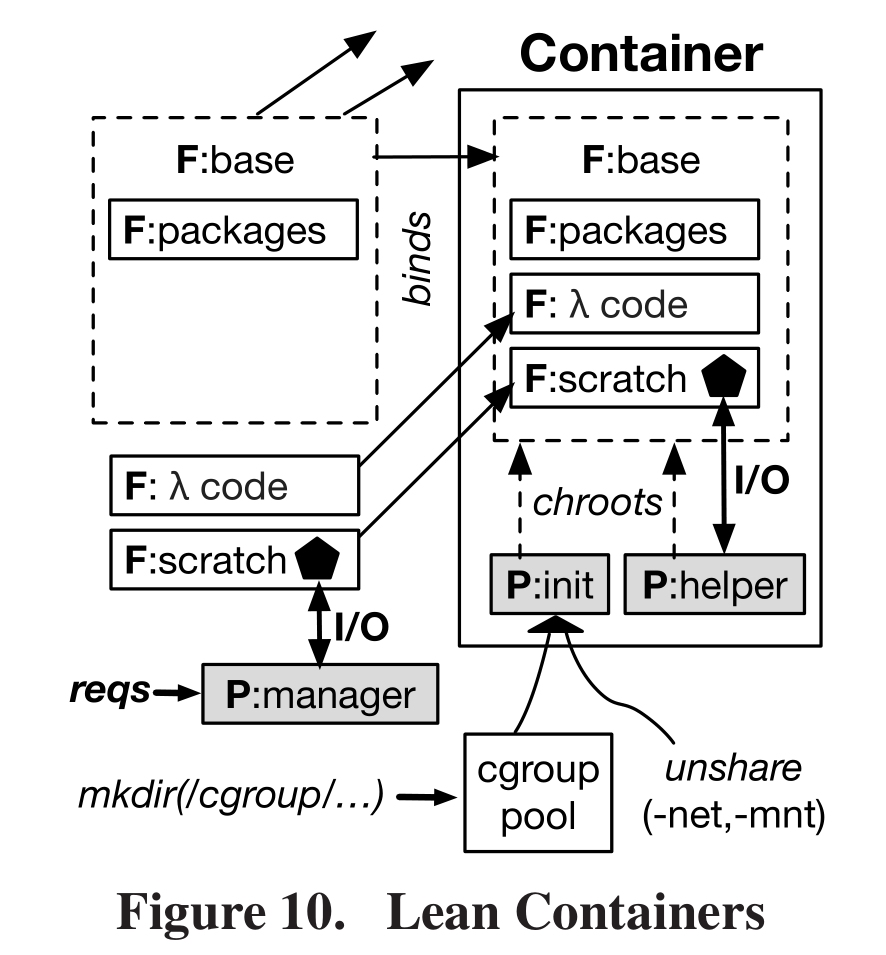 Container
F:base
F:packages
binds
F:base
F:packages
F: λ code
F:scratch
F: λ code
F:scratch
I/O
P:manager
reqs
chroots
I/O
P:init
P:helper
mkdir(/cgroup/…)
cgroup
pool
unshare
(-net,-mnt)
Figure 10. Lean Containers